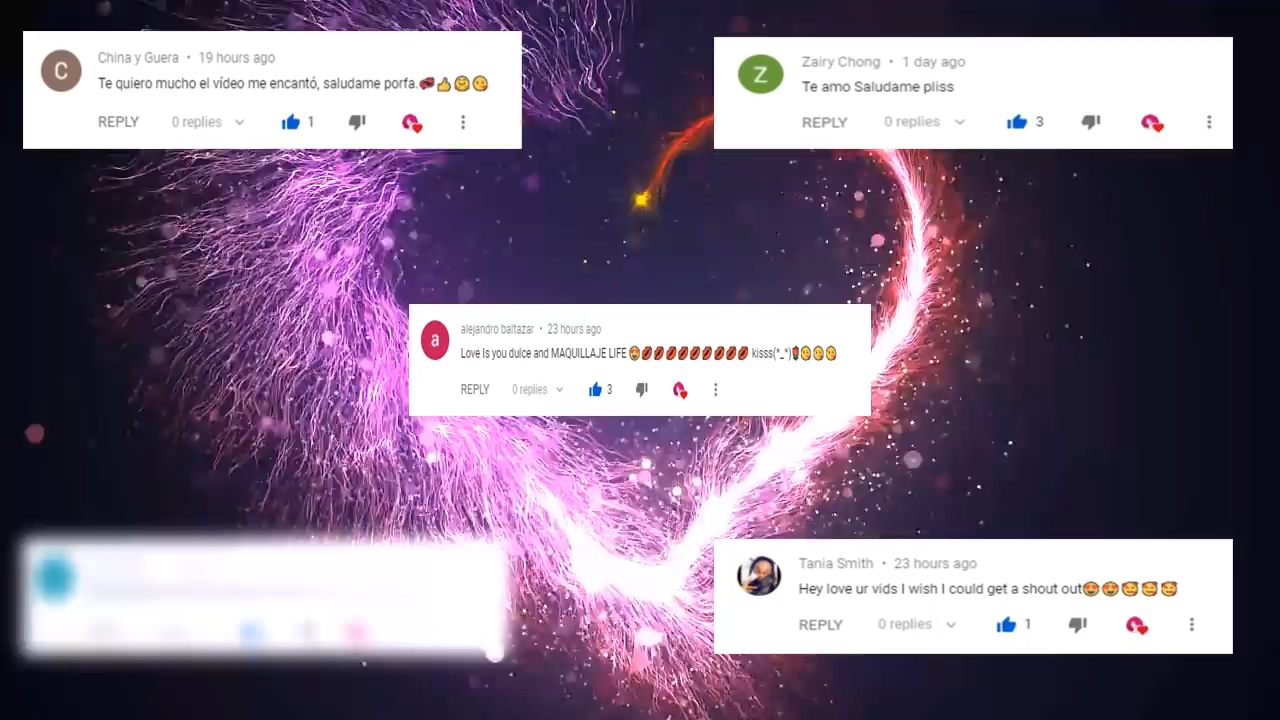 China y Guera • 19 hours ago
Te quiero mucho el vídeo me encantó, saludame porfa.💋👍😊😘
REPLY 0 replies 1
Zairy Chong • 1 day ago
Te amo Saludame pliss
REPLY 0 replies 3
alejandro baltazar • 23 hours ago
Love Is you dulce and MAQUILLAJE LIFE 😍💋💋💋💋💋💋💋💋💋 kisss(*_*)🌹😘😘😘
REPLY 0 replies 3
Tania Smith • 23 hours ago
Hey love ur vids I wish I could get a shout out😍😍🥰🥰🥰
REPLY 0 replies 1
C
Z
a